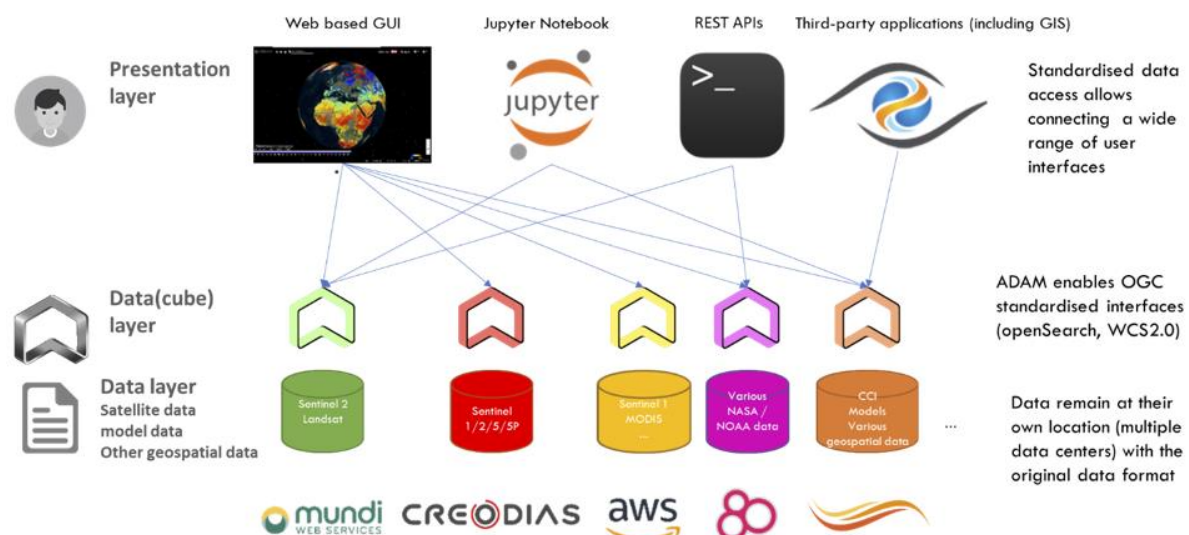 Web based GUI
Jupyter Notebook
REST APIs
Third-party applications (including GIS)
Presentation
layer
jupyter
>_
Standardised data
access allows
connecting a wide
range of user
interfaces
Data(cube)
layer
ADAM enables OGC
standardised interfaces
(openSearch, WCS2.0)
Data layer
Satellite data
model data
Other geospatial data
Sentinel 2
Landsat
Sentinel
1/2/5/5P
Sentinel 1
MODIS
...
Various
NASA /
NOAA data
CCI
Models
Various
geospatial data
...
Data remain at their
own location (multiple
data centers) with the
original data format
mundi
WEB SERVICES
CREODIAS
aws